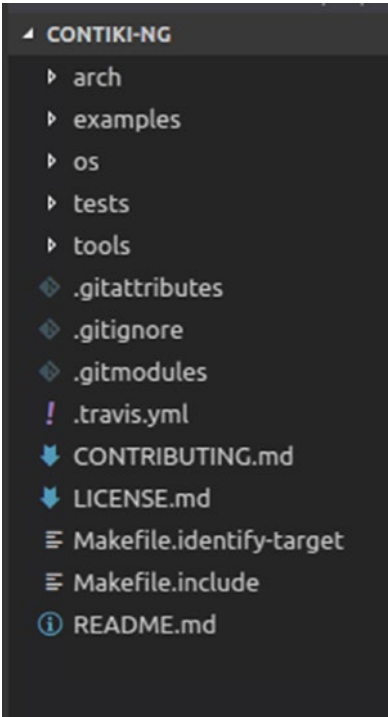 CONTIKI-NG
arch
examples
os
tests
tools
.gitattributes
.gitignore
.gitmodules
.travis.yml
CONTRIBUTING.md
LICENSE.md
Makefile.identify-target
Makefile.include
README.md